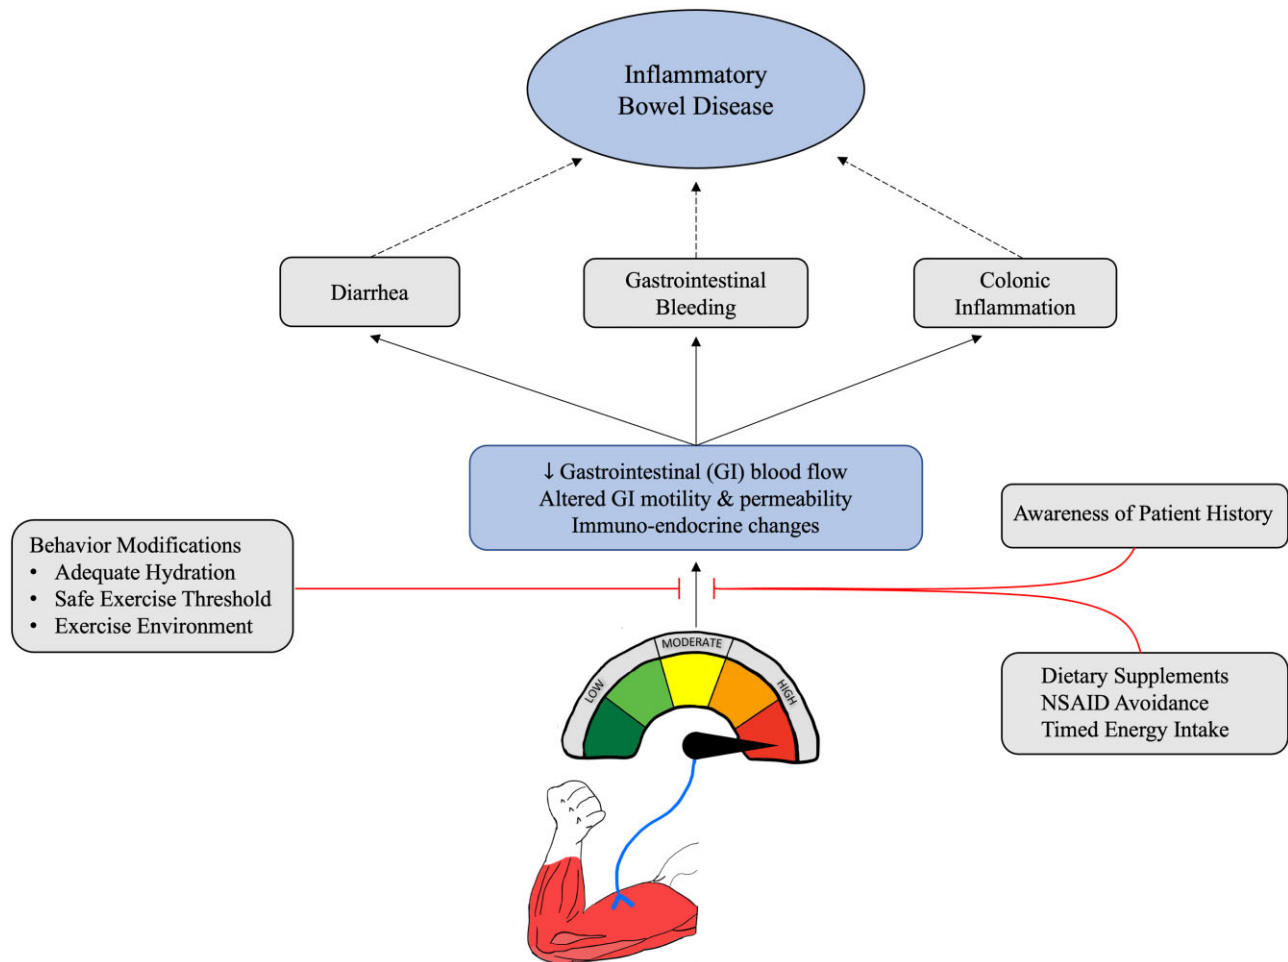 Inflammatory
Bowel Disease
Diarrhea
Gastrointestinal
Bleeding
Colonic
Inflammation
↓ Gastrointestinal (GI) blood flow
Altered GI motility & permeability
Immuno-endocrine changes
Behavior Modifications
• Adequate Hydration
• Safe Exercise Threshold
• Exercise Environment
Awareness of Patient History
Dietary Supplements
NSAID Avoidance
Timed Energy Intake
LOW
MODERATE
HIGH